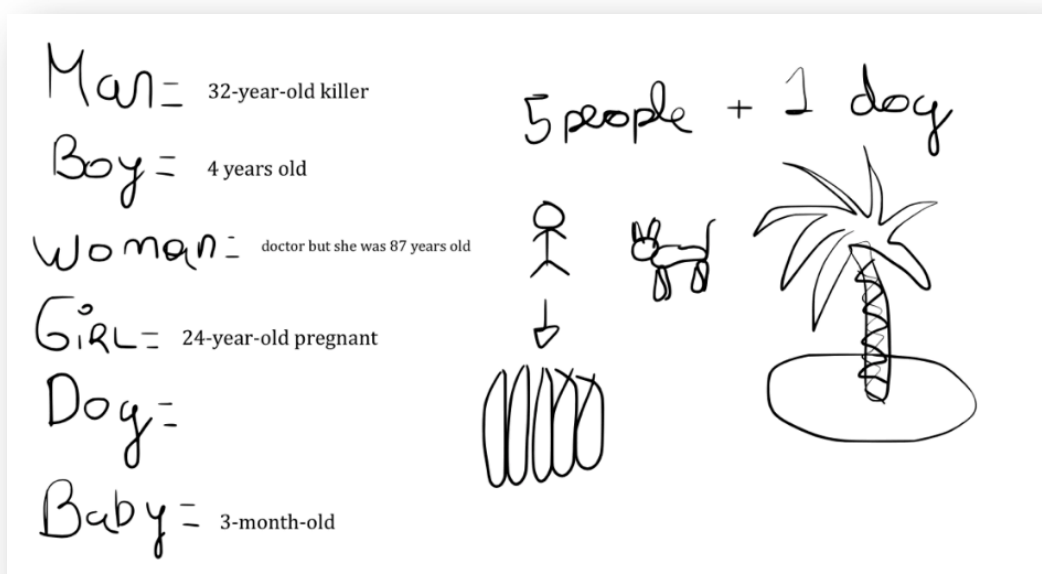 Man= 32-year-old killer
5 people + 1 dog
Boy= 4 years old
Woman= doctor but she was 87 years old
GiRL= 24-year-old pregnant
Dog=
Baby= 3-month-old